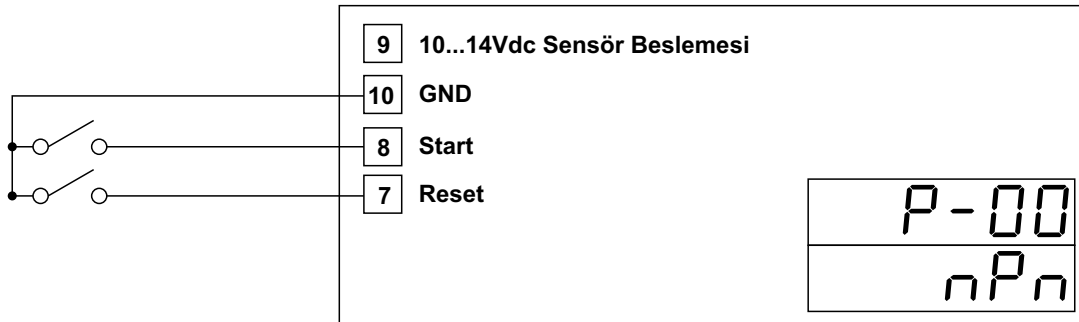 9 10...14Vdc Sensör Beslemesi
10 GND
8 Start
7 Reset
P-00
nPn